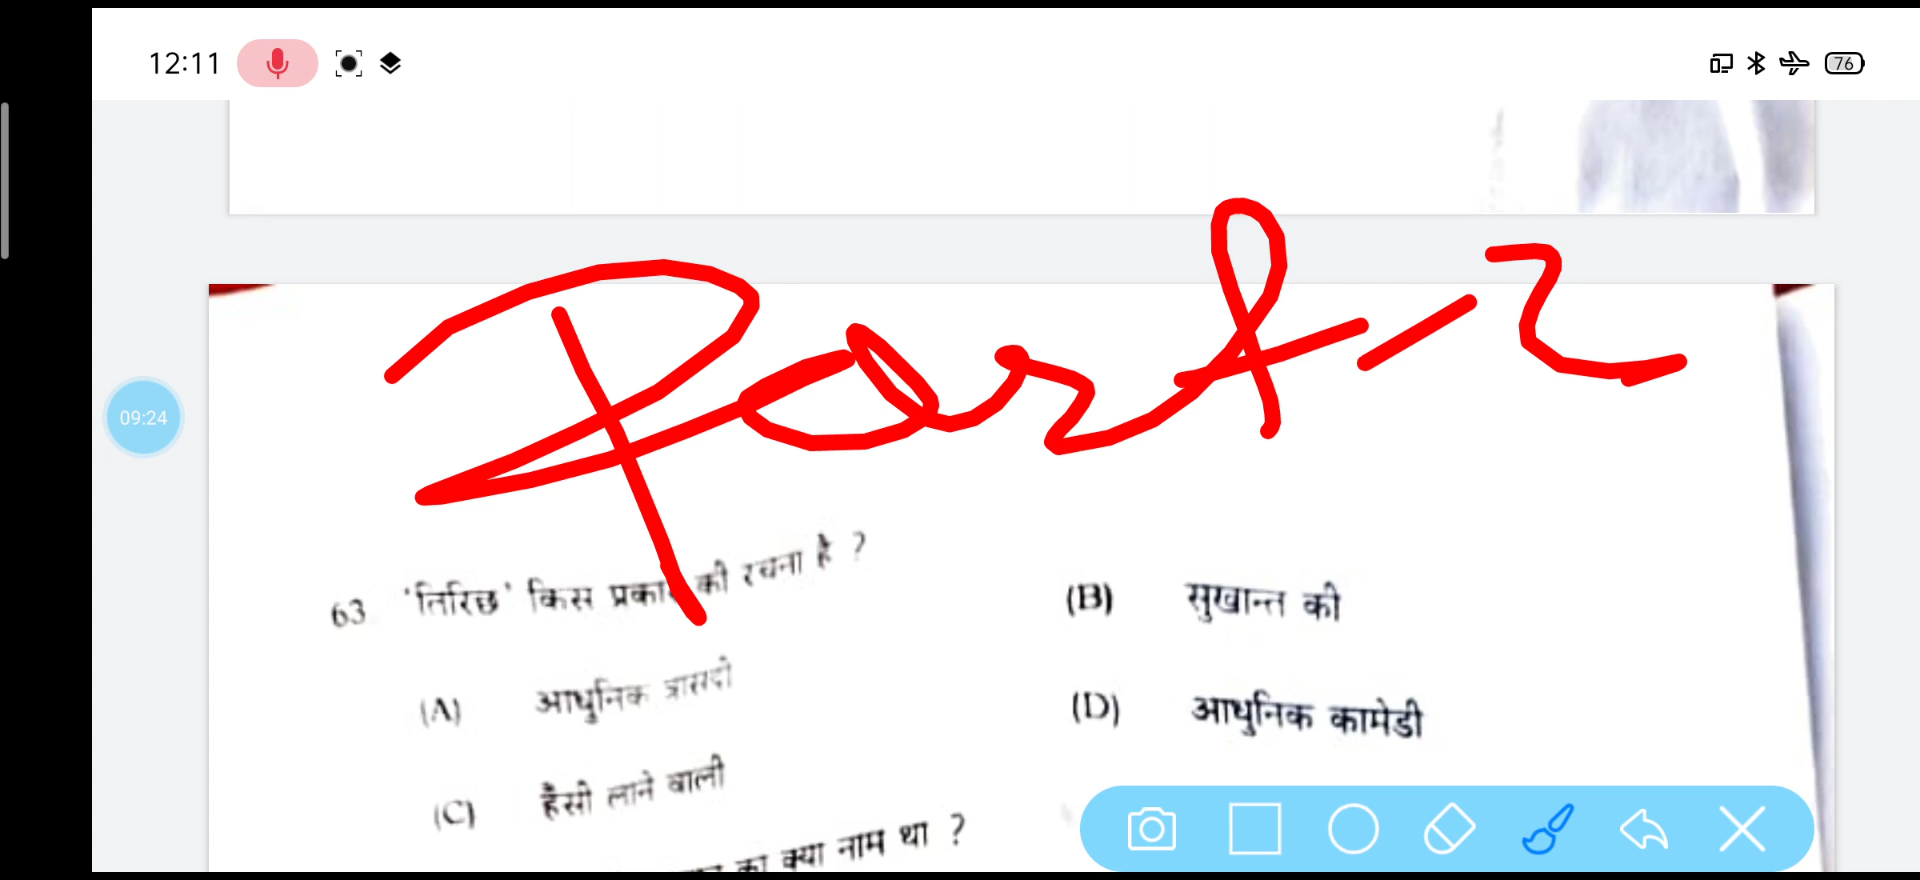 12:11
76
09:24
Part-2
63 'तिरिछ' किस प्रकार की रचना है ?
(A) आधुनिक त्रासदी (B) सुखान्त की
(C) हँसी लाने वाली (D) आधुनिक कामेडी
का क्या नाम था ?